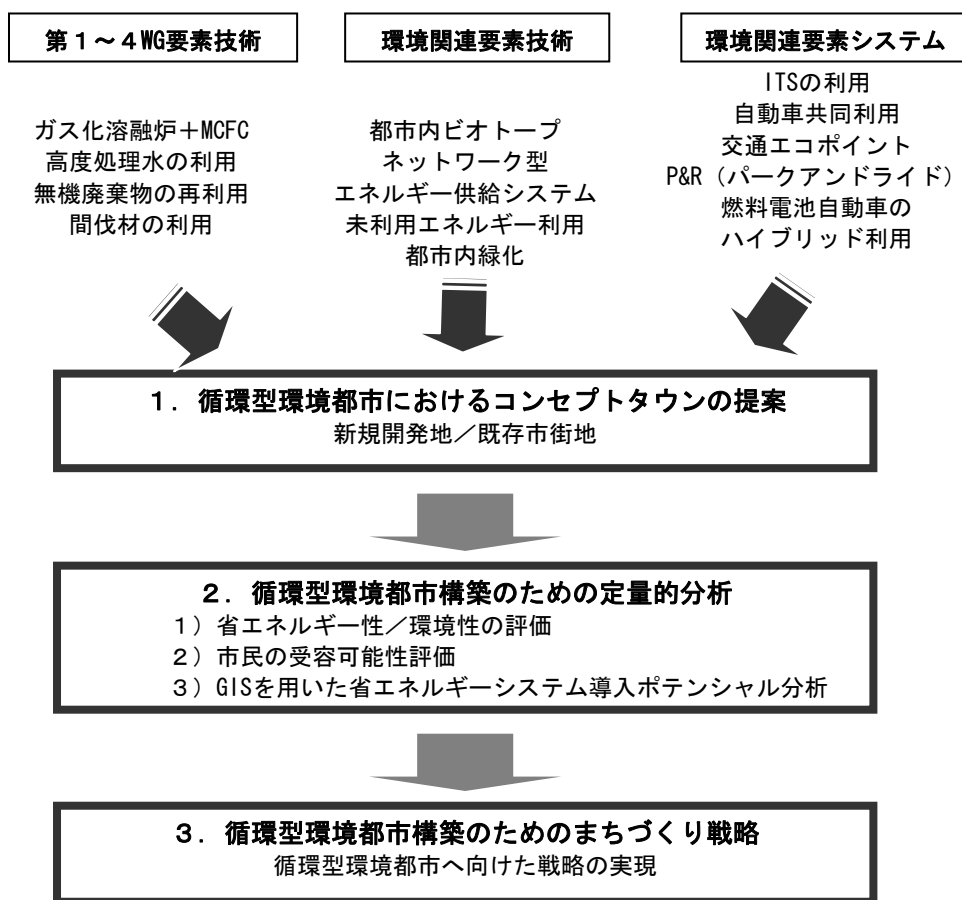 第１～４WG要素技術
環境関連要素技術
環境関連要素システム
ガス化溶融炉＋MCFC
高度処理水の利用
無機廃棄物の再利用
間伐材の利用
都市内ビオトープ
ネットワーク型
エネルギー供給システム
未利用エネルギー利用
都市内緑化
ITSの利用
自動車共同利用
交通エコポイント
P&R（パークアンドライド）
燃料電池自動車の
ハイブリッド利用
１．循環型環境都市におけるコンセプトタウンの提案
新規開発地／既存市街地
２．循環型環境都市構築のための定量的分析
１）省エネルギー性／環境性の評価
２）市民の受容可能性評価
３）GISを用いた省エネルギーシステム導入ポテンシャル分析
３．循環型環境都市構築のためのまちづくり戦略
循環型環境都市へ向けた戦略の実現